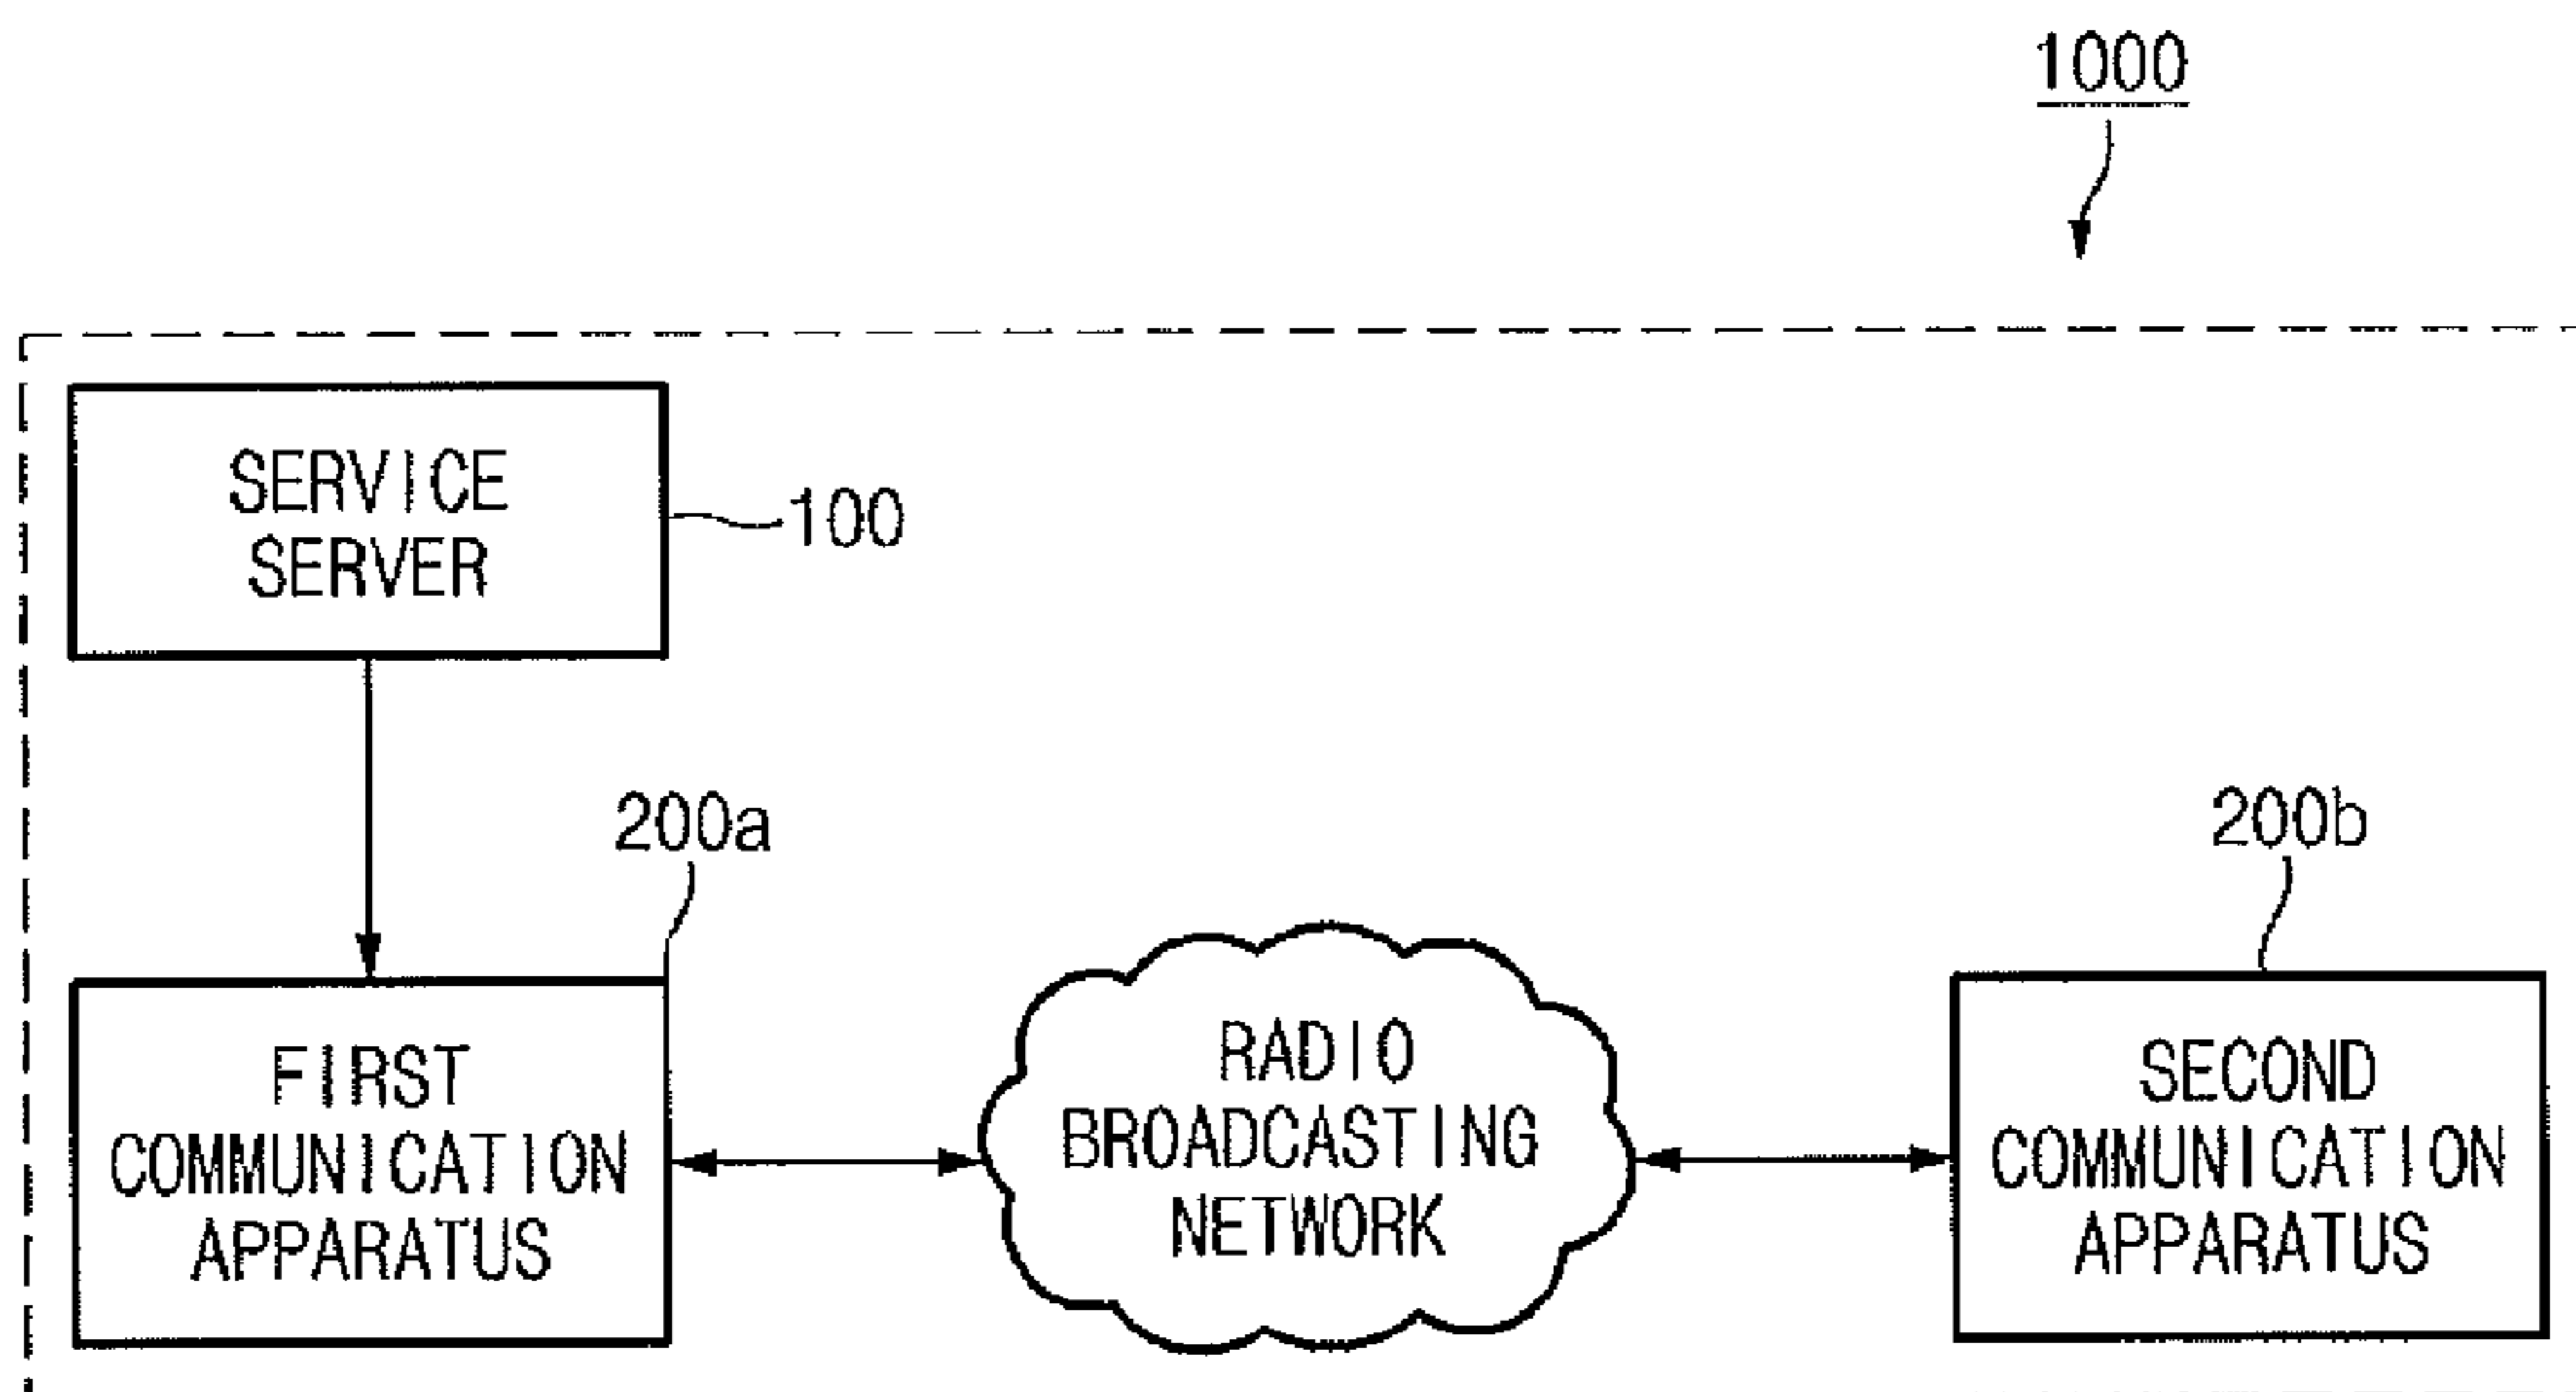 1000
SERVICE
SERVER
100
200a
200b
FIRST
COMMUNICATION
APPARATUS
RADIO
BROADCASTING
NETWORK
SECOND
COMMUNICATION
APPARATUS